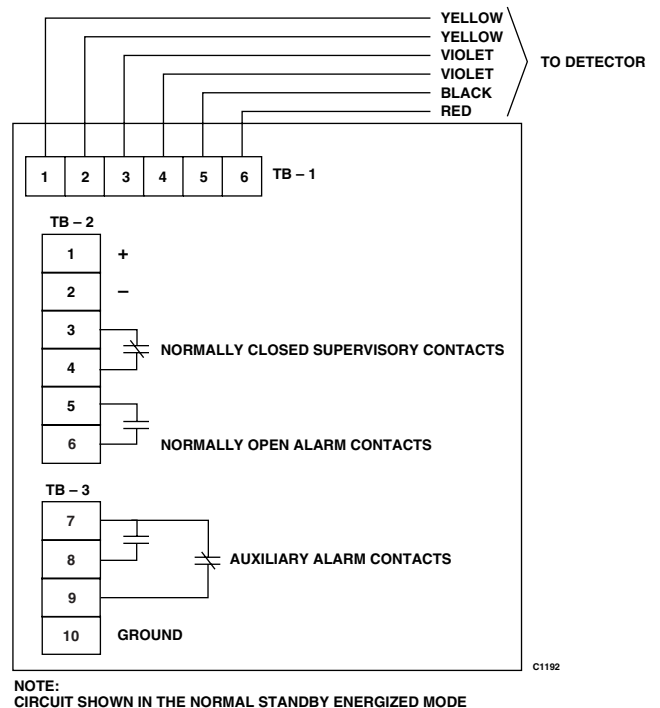 YELLOW
YELLOW
VIOLET
VIOLET
BLACK
RED
TO DETECTOR
1 2 3 4 5 6 TB – 1
TB – 2
1 +
2 –
3
4
NORMALLY CLOSED SUPERVISORY CONTACTS
5
6
NORMALLY OPEN ALARM CONTACTS
TB – 3
7
8
AUXILIARY ALARM CONTACTS
9
10 GROUND
C1192
NOTE:
CIRCUIT SHOWN IN THE NORMAL STANDBY ENERGIZED MODE